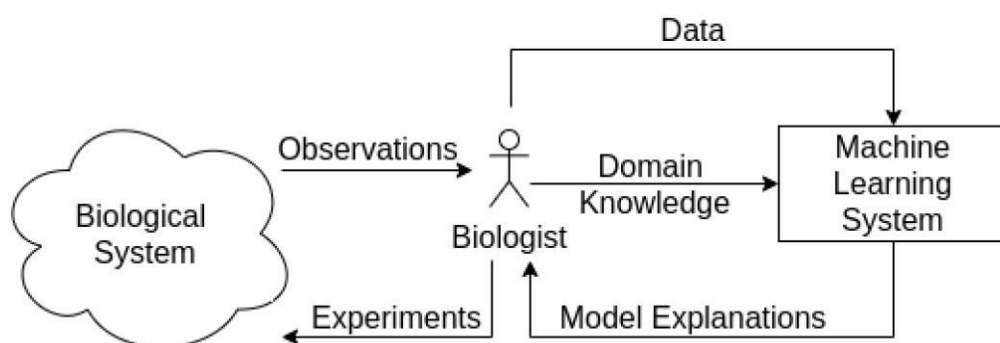 Data
Observations
Domain
Knowledge
Machine
Learning
System
Biological
System
Biologist
Experiments
Model Explanations